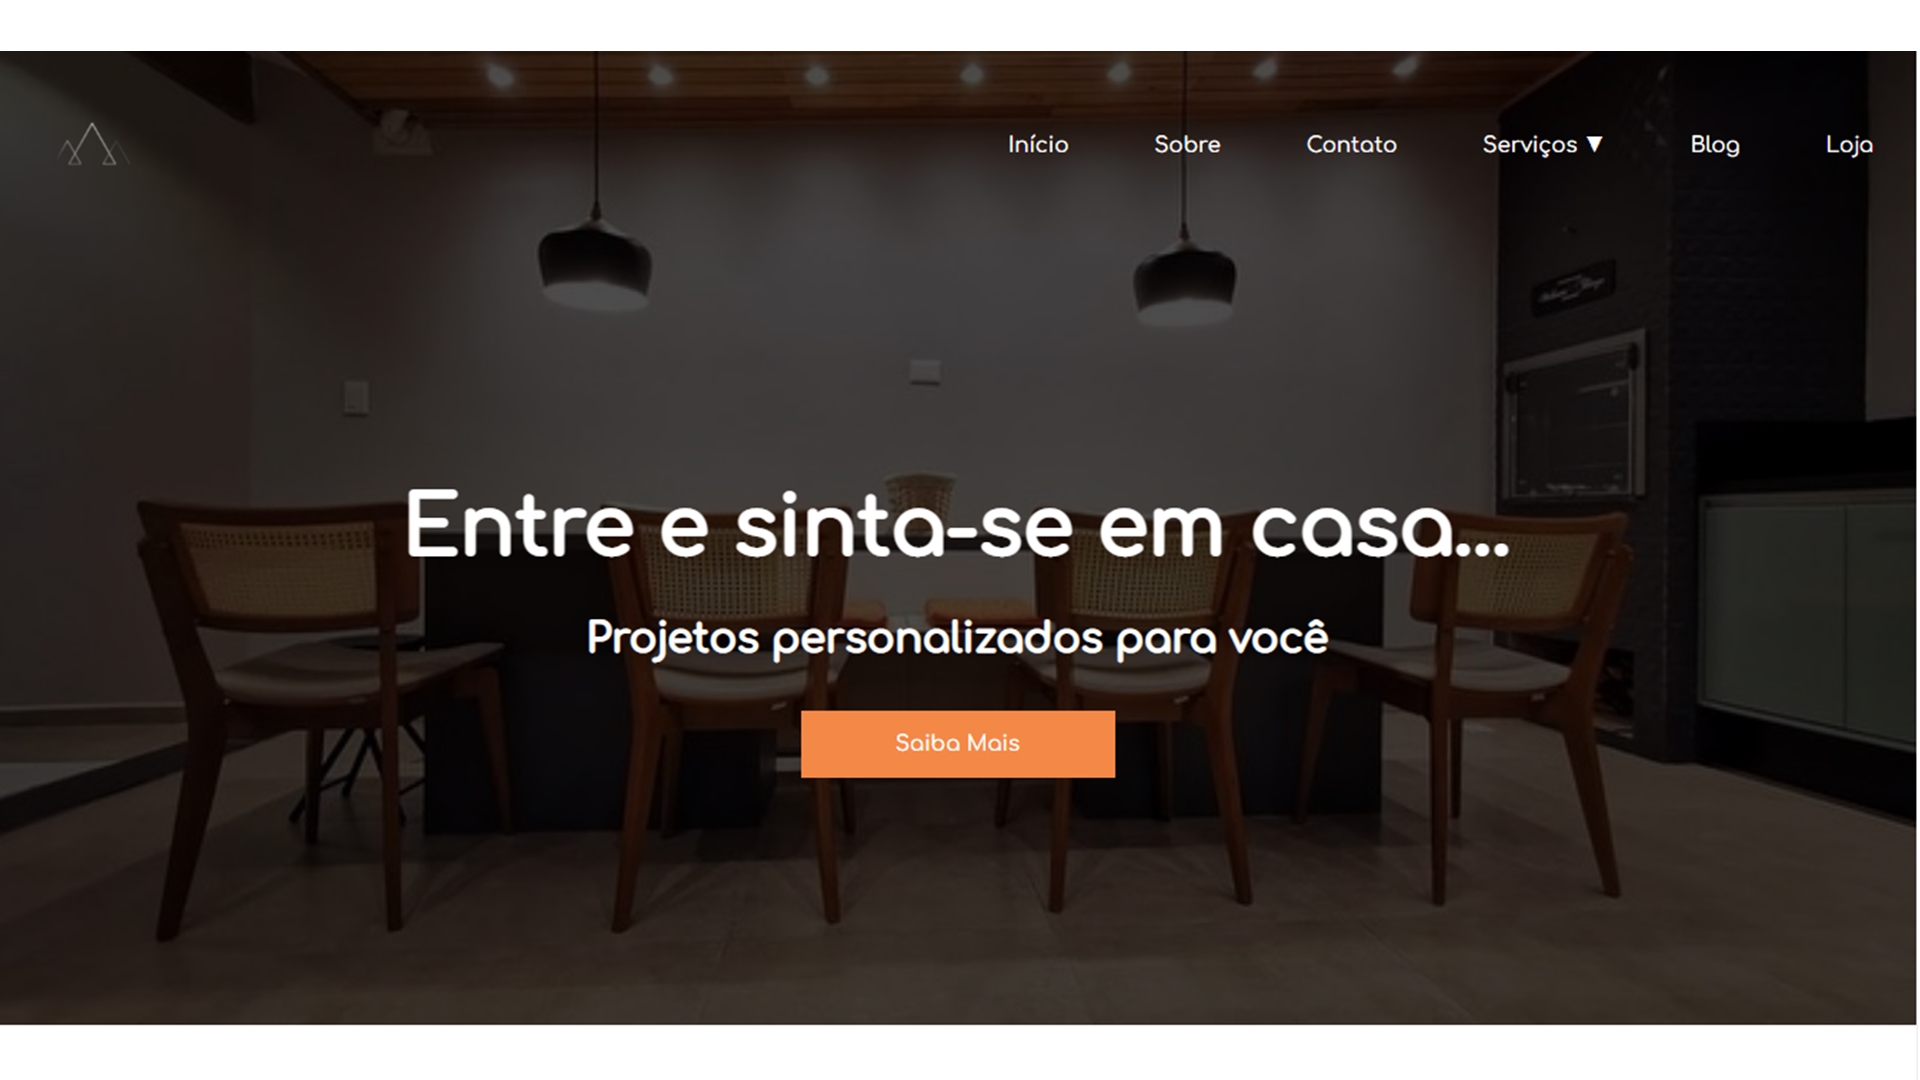 Início Sobre Contato Serviços ▼ Blog Loja
Entre e sinta-se em casa...
Projetos personalizados para você
Saiba Mais